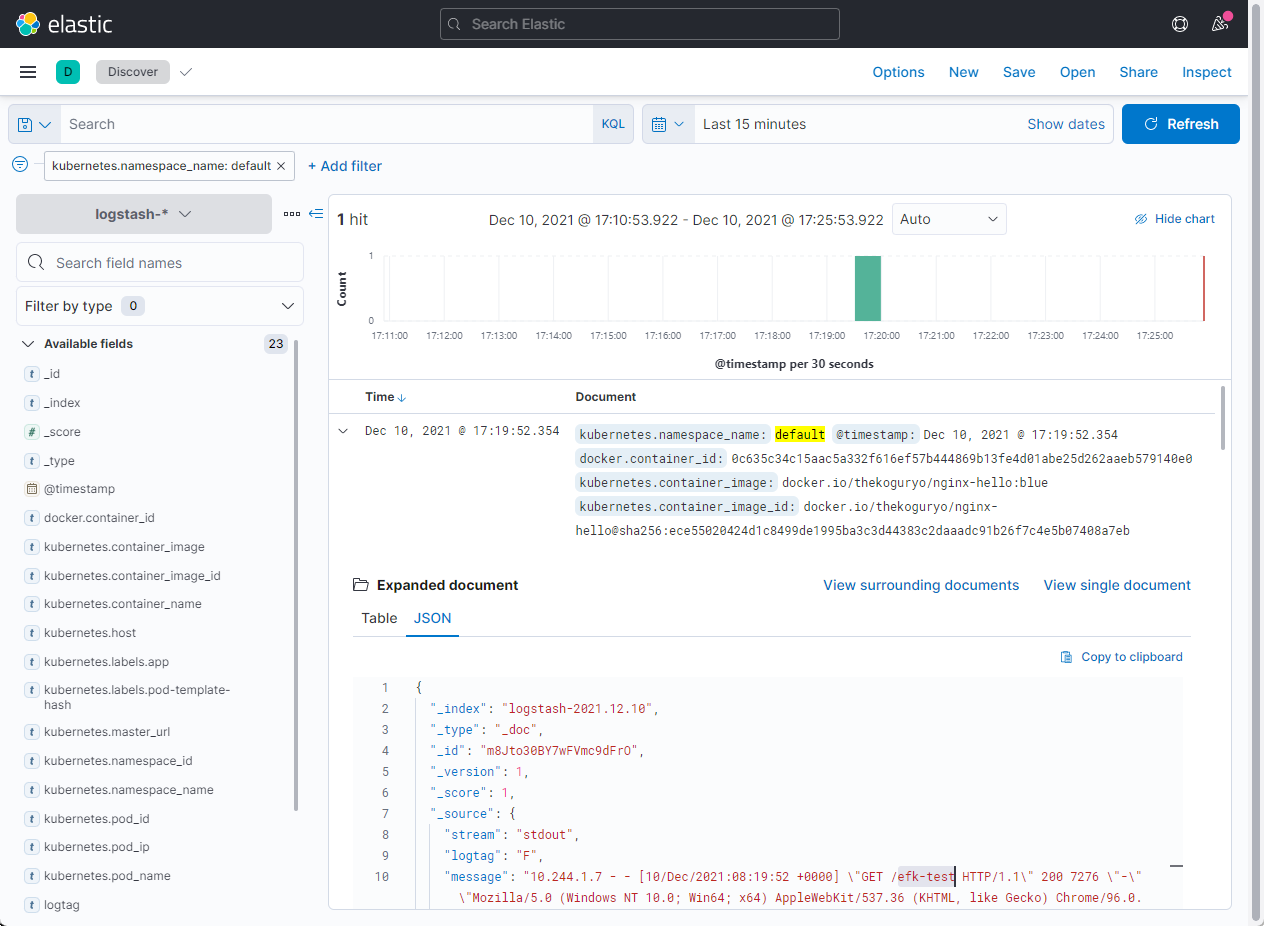 elastic
Search Elastic
D
Discover
Options
New
Save
Open
Share
Inspect
Search
KQL
Last 15 minutes
Show dates
Refresh
kubernetes.namespace_name: default ×
+ Add filter
logstash-*
Search field names
Filter by type 0
Available fields 23
t _id
t _index
# _score
t _type
@timestamp
t docker.container_id
t kubernetes.container_image
t kubernetes.container_image_id
t kubernetes.container_name
t kubernetes.host
t kubernetes.labels.app
t kubernetes.labels.pod-template-
hash
t kubernetes.master_url
t kubernetes.namespace_id
t kubernetes.namespace_name
t kubernetes.pod_id
t kubernetes.pod_ip
t kubernetes.pod_name
t logtag
1 hit
Dec 10, 2021 @ 17:10:53.922 - Dec 10, 2021 @ 17:25:53.922
Auto
Hide chart
Count
1
0
17:11:00 17:12:00 17:13:00 17:14:00 17:15:00 17:16:00 17:17:00 17:18:00 17:19:00 17:20:00 17:21:00 17:22:00 17:23:00 17:24:00 17:25:00
@timestamp per 30 seconds
Time Document
Dec 10, 2021 @ 17:19:52.354
kubernetes.namespace_name: default @timestamp: Dec 10, 2021 @ 17:19:52.354
docker.container_id: 0c635c34c15aac5a332f616ef57b444869b13fe4d01abe25d262aaeb579140e0
kubernetes.container_image: docker.io/thekoguryo/nginx-hello:blue
kubernetes.container_image_id: docker.io/thekoguryo/nginx-
hello@sha256:ece55020424d1c8499de1995ba3c3d44383c2daaadc91b26f7c4e5b07408a7eb
Expanded document
View surrounding documents
View single document
Table
JSON
Copy to clipboard
1 {
2 "_index": "logstash-2021.12.10",
3 "_type": "_doc",
4 "_id": "m8Jto30BY7wFVmc9dFrO",
5 "_version": 1,
6 "_score": 1,
7 "_source": {
8 "stream": "stdout",
9 "logtag": "F",
10 "message": "10.244.1.7 - - [10/Dec/2021:08:19:52 +0000] \"GET /efk-test HTTP/1.1\" 200 7276 \"-\"
\"Mozilla/5.0 (Windows NT 10.0; Win64; x64) AppleWebKit/537.36 (KHTML, like Gecko) Chrome/96.0.